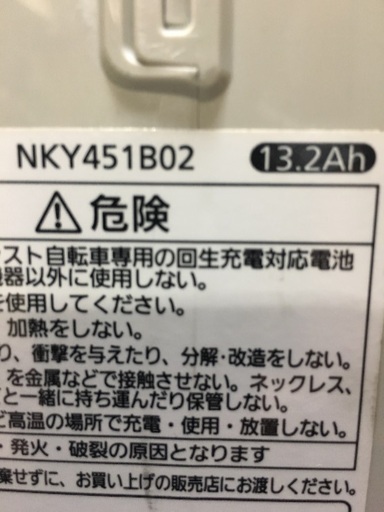 NKY451B02 13.2Ah
⚠危険
スト自転車専用の回生充電対応電池
器以外に使用しない。
を使用してください。
加熱をしない。
り、衝撃を与えたり、分解・改造をしない。
を金属などで接触させない。ネックレス、
と一緒に持ち運んだり保管しない。
ど高温の場所で充電・使用・放置しない。
・発火・破裂の原因となります
棄せずに、お買い上げの販売店にお渡しください。